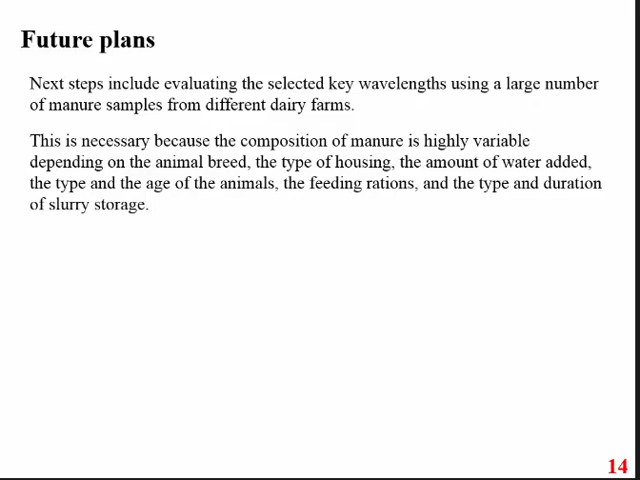 Future plans
Next steps include evaluating the selected key wavelengths using a large number
of manure samples from different dairy farms.
This is necessary because the composition of manure is highly variable
depending on the animal breed, the type of housing, the amount of water added,
the type and the age of the animals, the feeding rations, and the type and duration
of slurry storage.
14